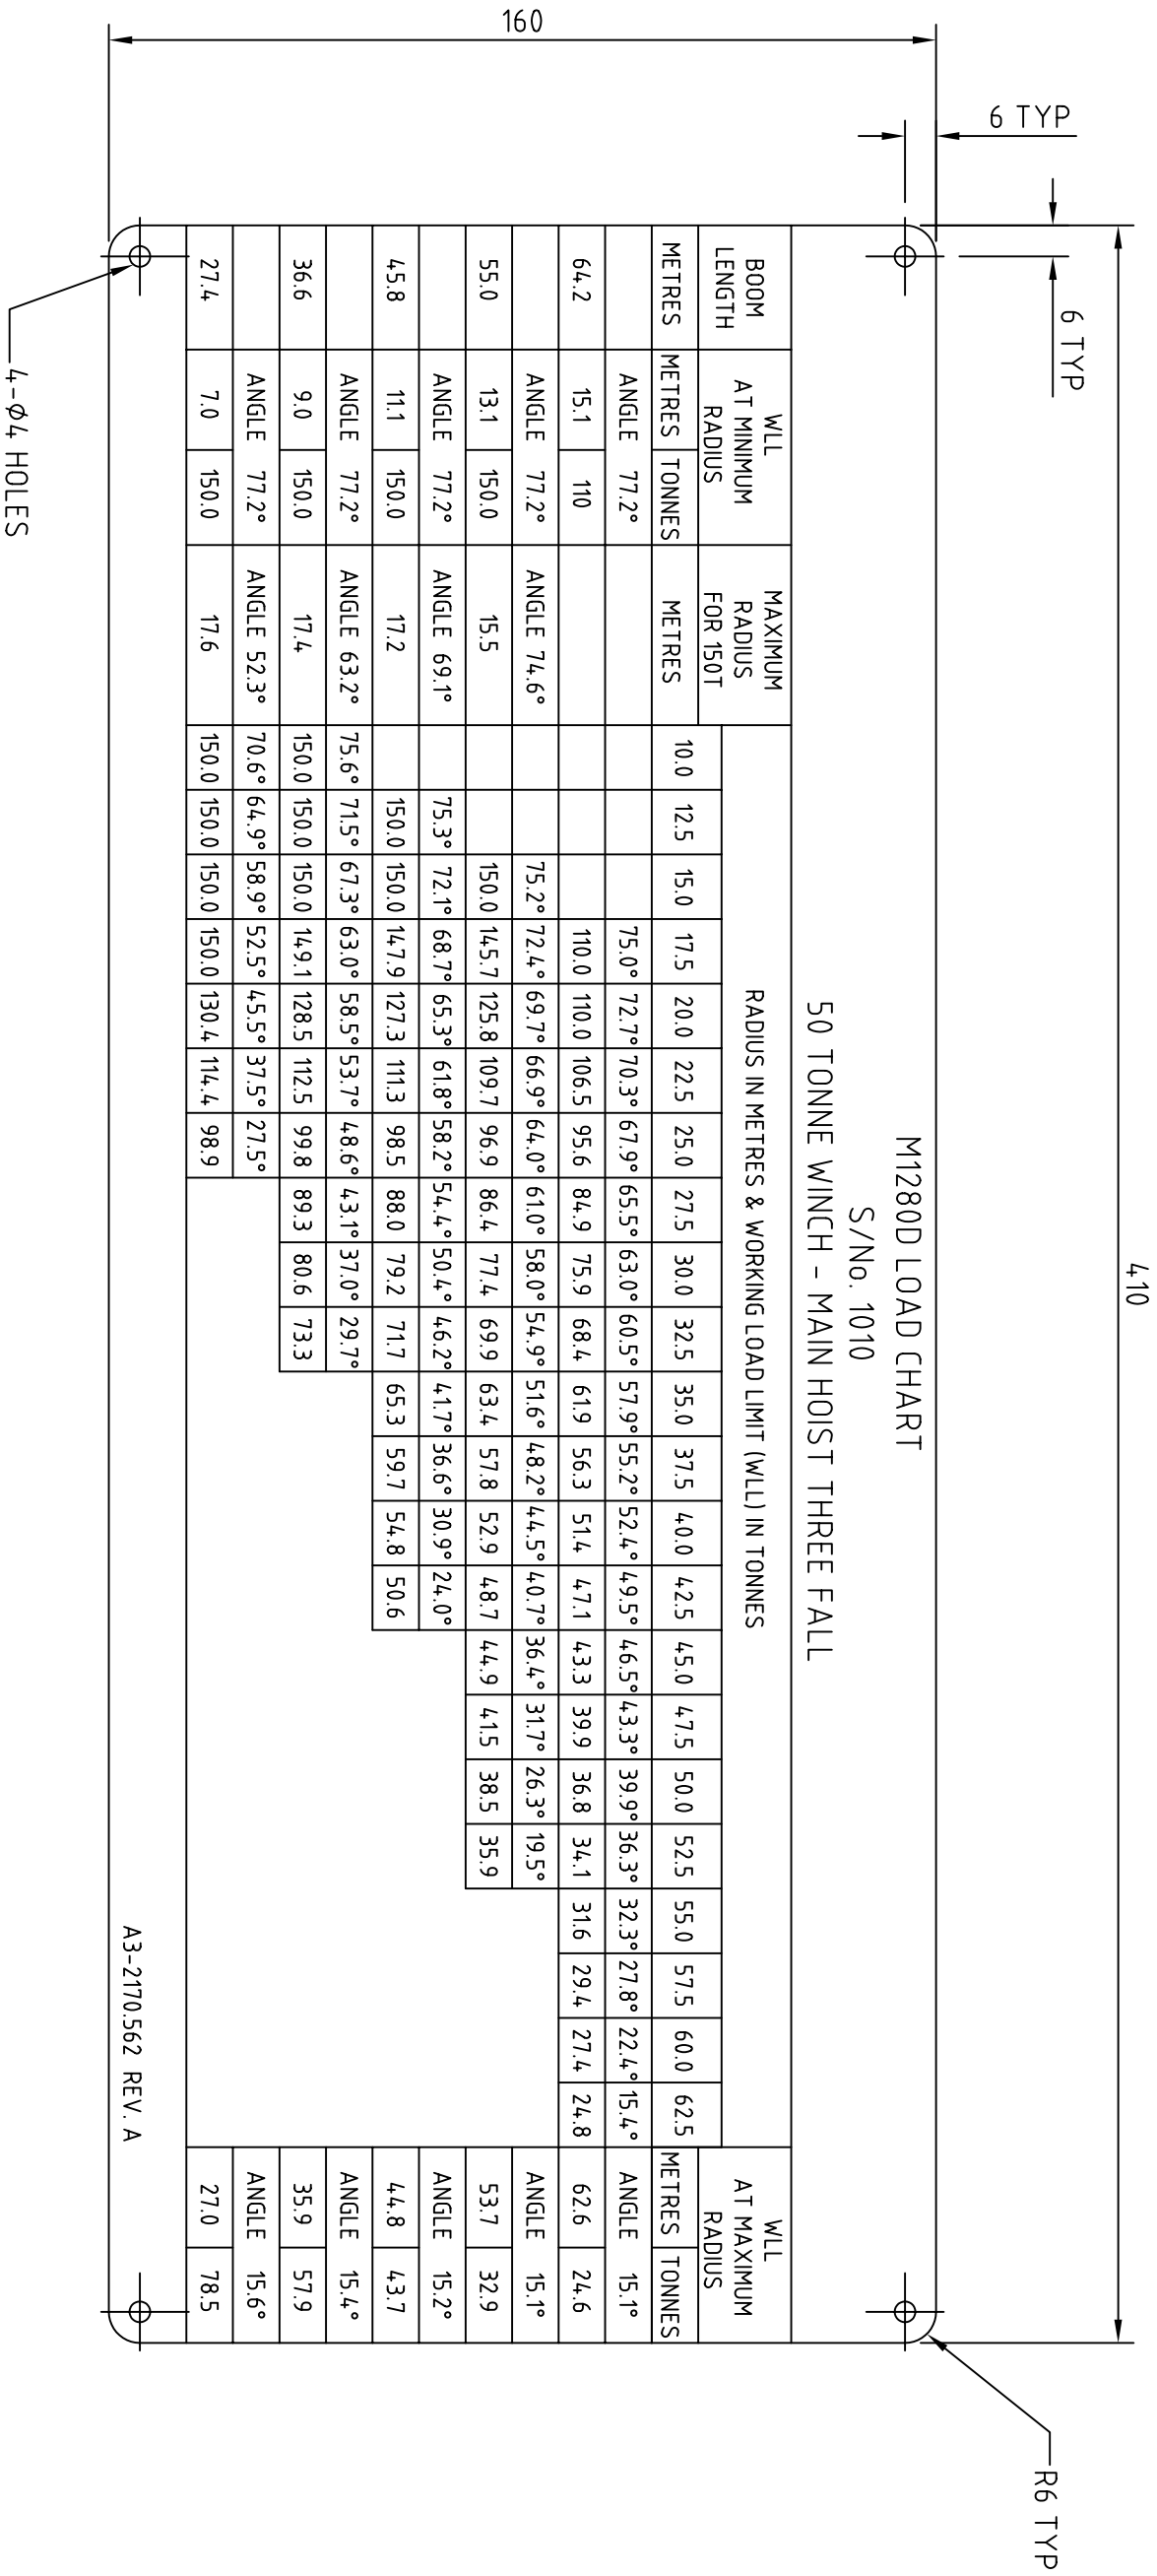 410
6 TYP
6 TYP
160
R6 TYP
4-Ø4 HOLES
M1280D LOAD CHART
S/No. 1010
50 TONNE WINCH - MAIN HOIST THREE FALL
BOOM LENGTH
WLL AT MINIMUM RADIUS
MAXIMUM RADIUS FOR 150T
RADIUS IN METRES & WORKING LOAD LIMIT (WLL) IN TONNES
WLL AT MAXIMUM RADIUS
METRES METRES TONNES METRES 10.0 12.5 15.0 17.5 20.0 22.5 25.0 27.5 30.0 32.5 35.0 37.5 40.0 42.5 45.0 47.5 50.0 52.5 55.0 57.5 60.0 62.5 METRES TONNES
ANGLE 77.2° 75.0° 72.7° 70.3° 67.9° 65.5° 63.0° 60.5° 57.9° 55.2° 52.4° 49.5° 46.5° 43.3° 39.9° 36.3° 32.3° 27.8° 22.4° 15.4° ANGLE 15.1°
64.2 15.1 110 110.0 110.0 106.5 95.6 84.9 75.9 68.4 61.9 56.3 51.4 47.1 43.3 39.9 36.8 34.1 31.6 29.4 27.4 24.8 62.6 24.6
ANGLE 77.2° ANGLE 74.6° 75.2° 72.4° 69.7° 66.9° 64.0° 61.0° 58.0° 54.9° 51.6° 48.2° 44.5° 40.7° 36.4° 31.7° 26.3° 19.5° ANGLE 15.1°
55.0 13.1 150.0 15.5 150.0 145.7 125.8 109.7 96.9 86.4 77.4 69.9 63.4 57.8 52.9 48.7 44.9 41.5 38.5 35.9 53.7 32.9
ANGLE 77.2° ANGLE 69.1° 75.3° 72.1° 68.7° 65.3° 61.8° 58.2° 54.4° 50.4° 46.2° 41.7° 36.6° 30.9° 24.0° ANGLE 15.2°
45.8 11.1 150.0 17.2 150.0 150.0 147.9 127.3 111.3 98.5 88.0 79.2 71.7 65.3 59.7 54.8 50.6 44.8 43.7
ANGLE 77.2° ANGLE 63.2° 75.6° 71.5° 67.3° 63.0° 58.5° 53.7° 48.6° 43.1° 37.0° 29.7° ANGLE 15.4°
36.6 9.0 150.0 17.4 150.0 150.0 150.0 149.1 128.5 112.5 99.8 89.3 80.6 73.3 35.9 57.9
ANGLE 77.2° ANGLE 52.3° 70.6° 64.9° 58.9° 52.5° 45.5° 37.5° 27.5° ANGLE 15.6°
27.4 7.0 150.0 17.6 150.0 150.0 150.0 150.0 130.4 114.4 98.9 27.0 78.5
A3-2170.562 REV. A